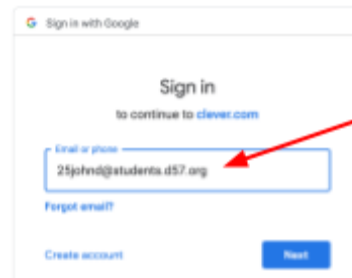 Sign in with Google
Sign in
to continue to clever.com
Email or phone
25johnd@students.d57.org
Forgot email?
Create account
Next